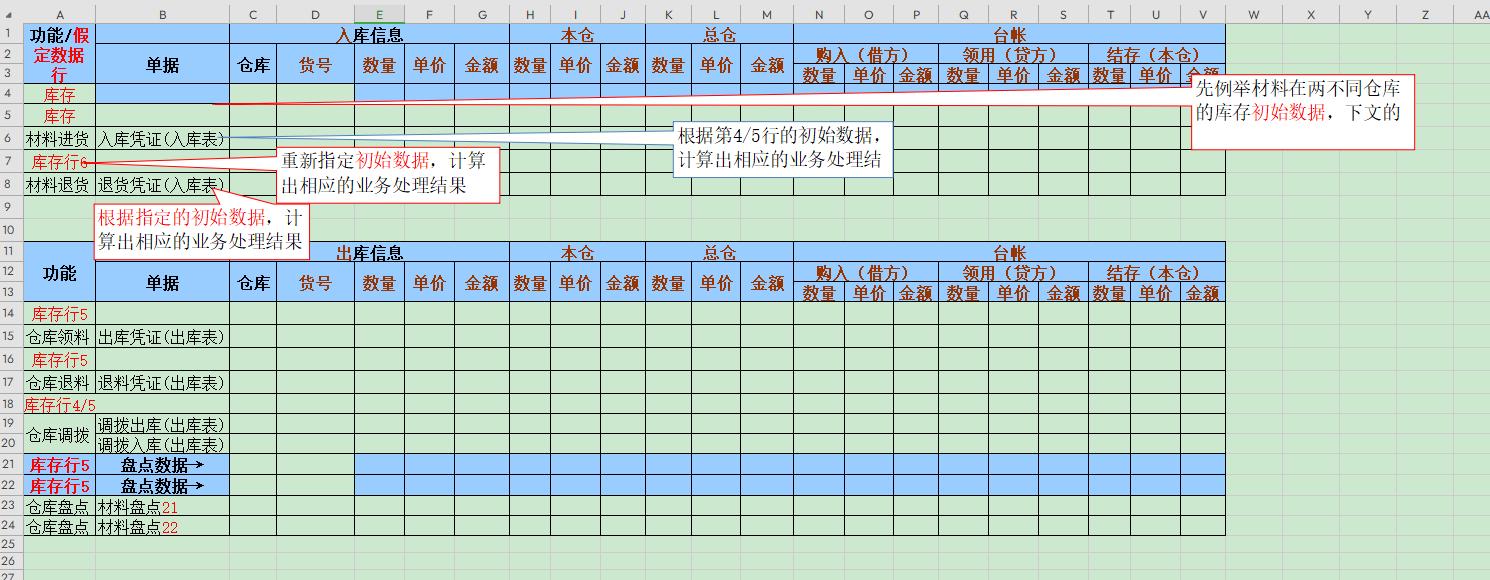 A B C D E F G H I J K L M N O P Q R S T U V W X Y Z AA
1 功能/假 入库信息 本仓 总仓 台帐
2 定数据 单据 仓库 货号 数量 单价 金额 数量 单价 金额 数量 单价 金额 购入（借方） 领用（贷方） 结存（本仓）
3 行 数量 单价 金额 数量 单价 金额 数量 单价 金额
4 库存
先例举材料在两不同仓库
的库存初始数据，下文的
5 库存
6 材料进货 入库凭证(入库表)
根据第4/5行的初始数据，
计算出相应的业务处理结
7 库存行6
重新指定初始数据，计算
出相应的业务处理结果
8 材料退货 退货凭证(入库表)
9
根据指定的初始数据，计
算出相应的业务处理结果
10
11 功能 出库信息 本仓 总仓 台帐
12 单据 仓库 货号 数量 单价 金额 数量 单价 金额 数量 单价 金额 购入（借方） 领用（贷方） 结存（本仓）
13 数量 单价 金额 数量 单价 金额 数量 单价 金额
14 库存行5
15 仓库领料 出库凭证(出库表)
16 库存行5
17 仓库退料 退料凭证(出库表)
18 库存行4/5
19 仓库调拨 调拨出库(出库表)
20 调拨入库(出库表)
21 库存行5 盘点数据→
22 库存行5 盘点数据→
23 仓库盘点 材料盘点21
24 仓库盘点 材料盘点22
25
26
27